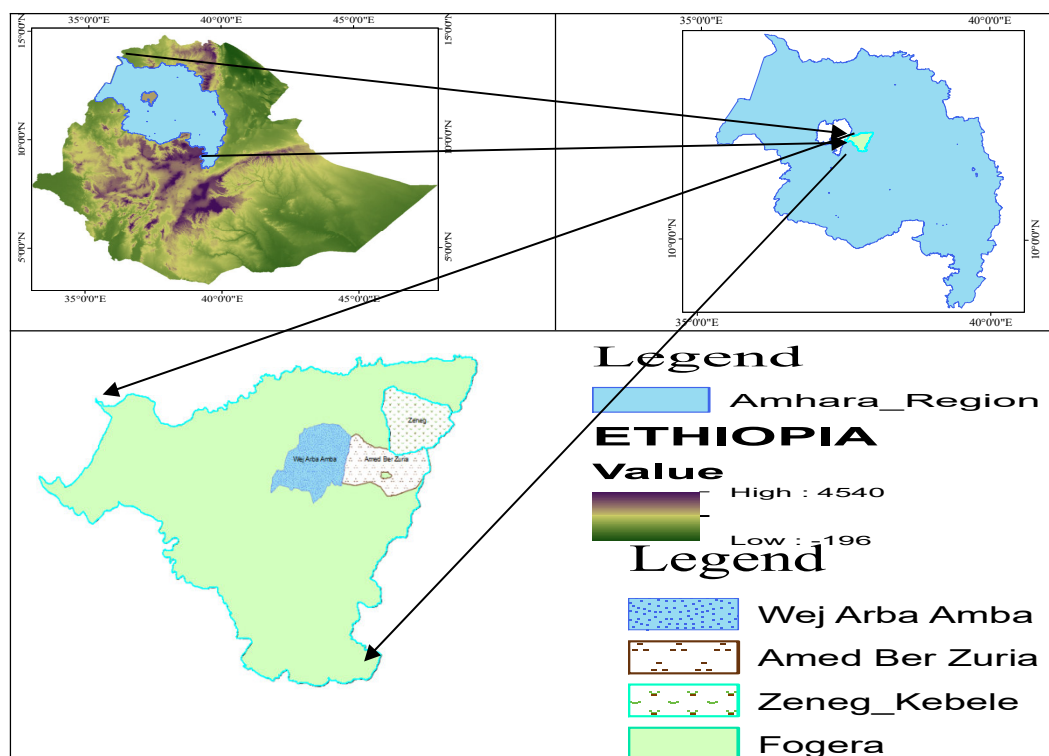 35°0'0"E
40°0'0"E
45°0'0"E
15°0'0"N
15°0'0"N
10°0'0"N
10°0'0"N
5°0'0"N
5°0'0"N
35°0'0"E
40°0'0"E
45°0'0"E
35°0'0"E
40°0'0"E
10°0'0"N
10°0'0"N
35°0'0"E
40°0'0"E
Zeneg
Wej Arba Amba
Amed Ber Zuria
Legend
Amhara_Region
ETHIOPIA
Value
High : 4540
Low : -196
Legend
Wej Arba Amba
Amed Ber Zuria
Zeneg_Kebele
Fogera